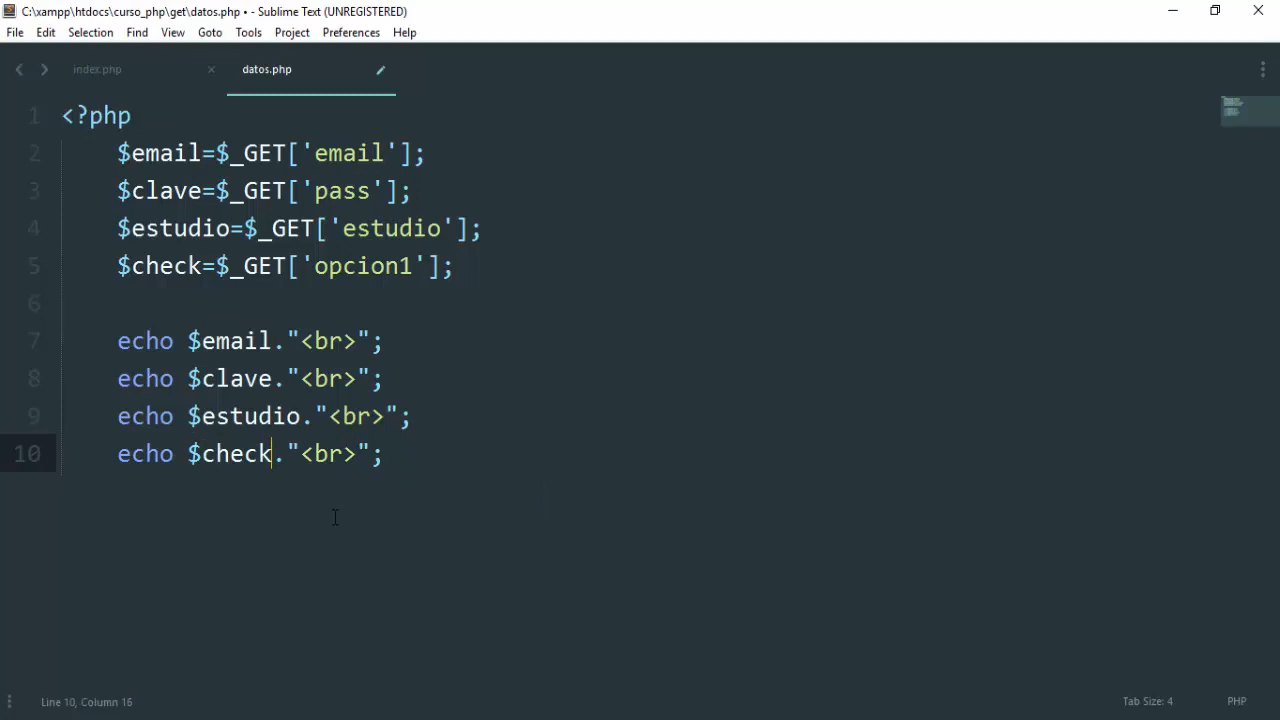 C:\xampp\htdocs\curso_php\get\datos.php • - Sublime Text (UNREGISTERED)
File Edit Selection Find View Goto Tools Project Preferences Help
index.php datos.php
1 <?php
2 $email=$_GET['email'];
3 $clave=$_GET['pass'];
4 $estudio=$_GET['estudio'];
5 $check=$_GET['opcion1'];
6
7 echo $email."<br>";
8 echo $clave."<br>";
9 echo $estudio."<br>";
10 echo $check."<br>";
Line 10, Column 16 Tab Size: 4 PHP